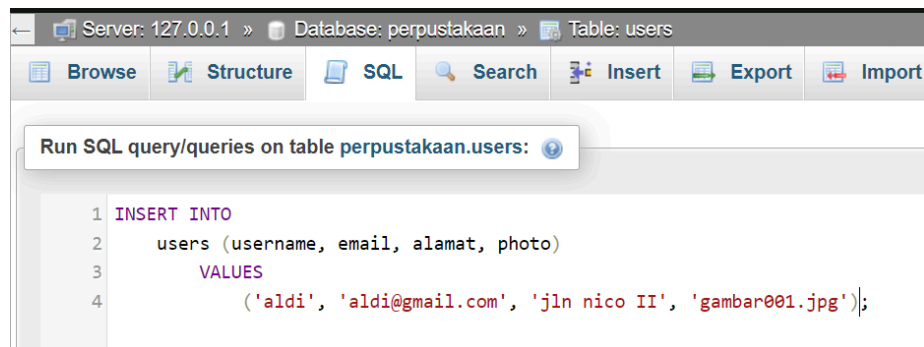 ← Server: 127.0.0.1 » Database: perpustakaan » Table: users
Browse Structure SQL Search Insert Export Import
Run SQL query/queries on table perpustakaan.users:
1 INSERT INTO
2 users (username, email, alamat, photo)
3 VALUES
4 ('aldi', 'aldi@gmail.com', 'jln nico II', 'gambar001.jpg');